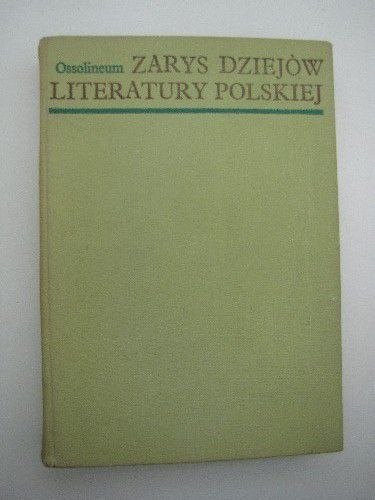 Ossolineum ZARYS DZIEJÓW
LITERATURY POLSKIEJ